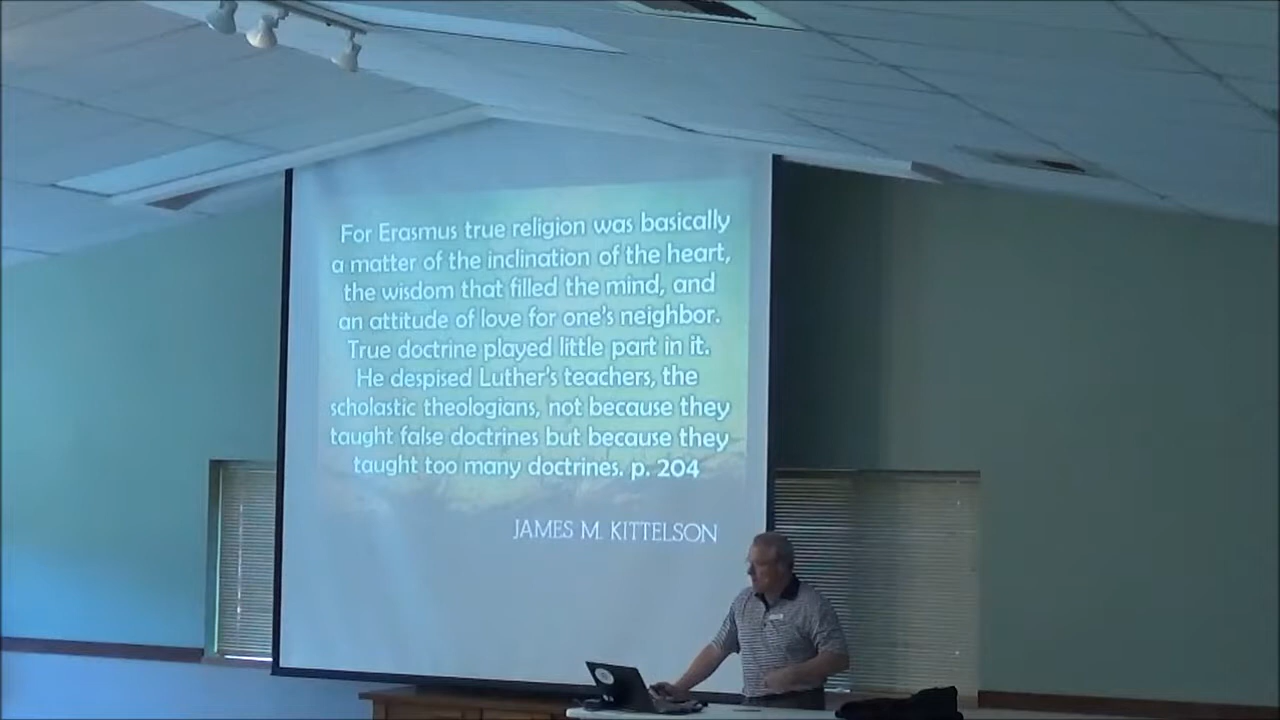 For Erasmus true religion was basically
a matter of the inclination of the heart,
the wisdom that filled the mind, and
an attitude of love for one's neighbor.
True doctrine played little part in it.
He despised Luther's teachers, the
scholastic theologians, not because they
taught false doctrines but because they
taught too many doctrines. p. 204
JAMES M. KITTELSON